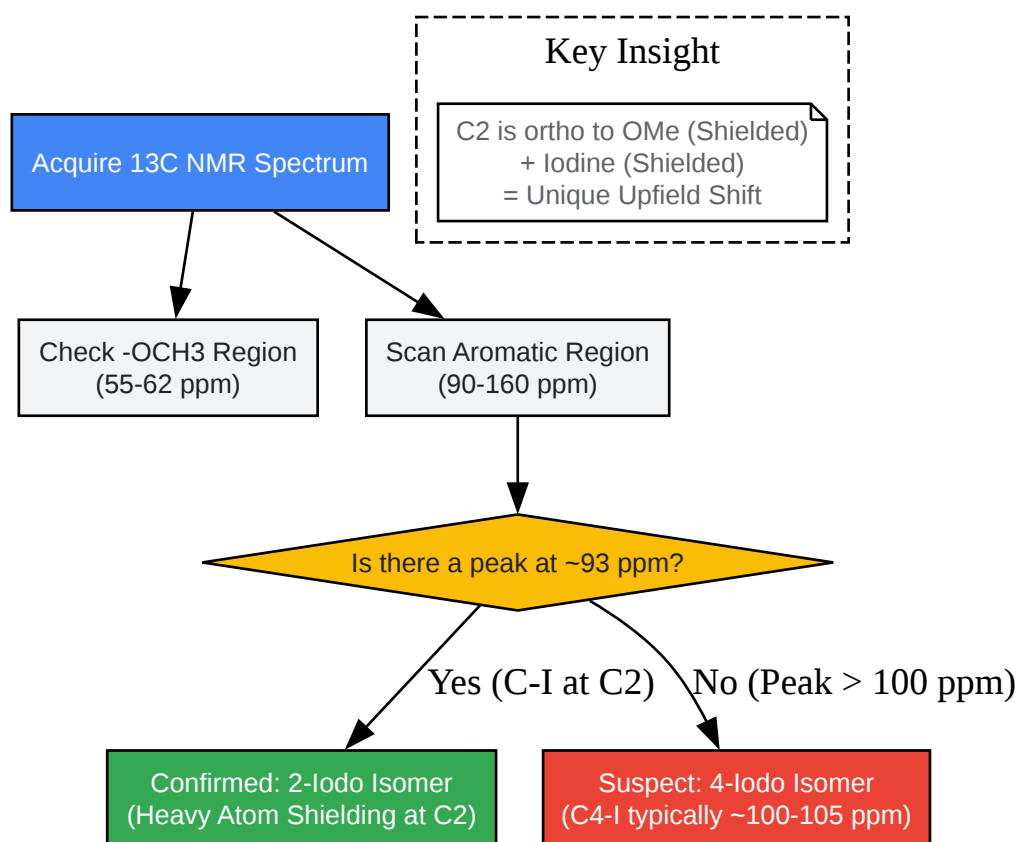 Key Insight
C2 is ortho to OMe (Shielded)
+ Iodine (Shielded)
= Unique Upfield Shift
Acquire 13C NMR Spectrum
Check -OCH3 Region
(55-62 ppm)
Scan Aromatic Region
(90-160 ppm)
Is there a peak at ~93 ppm?
Yes (C-I at C2)
No (Peak > 100 ppm)
Confirmed: 2-Iodo Isomer
(Heavy Atom Shielding at C2)
Suspect: 4-Iodo Isomer
(C4-I typically ~100-105 ppm)